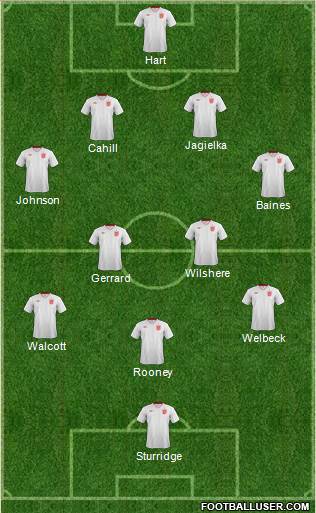 Hart
Cahill
Jagielka
Johnson
Baines
Gerrard
Wilshere
Walcott
Welbeck
Rooney
Sturridge
FOOTBALLUSER.COM